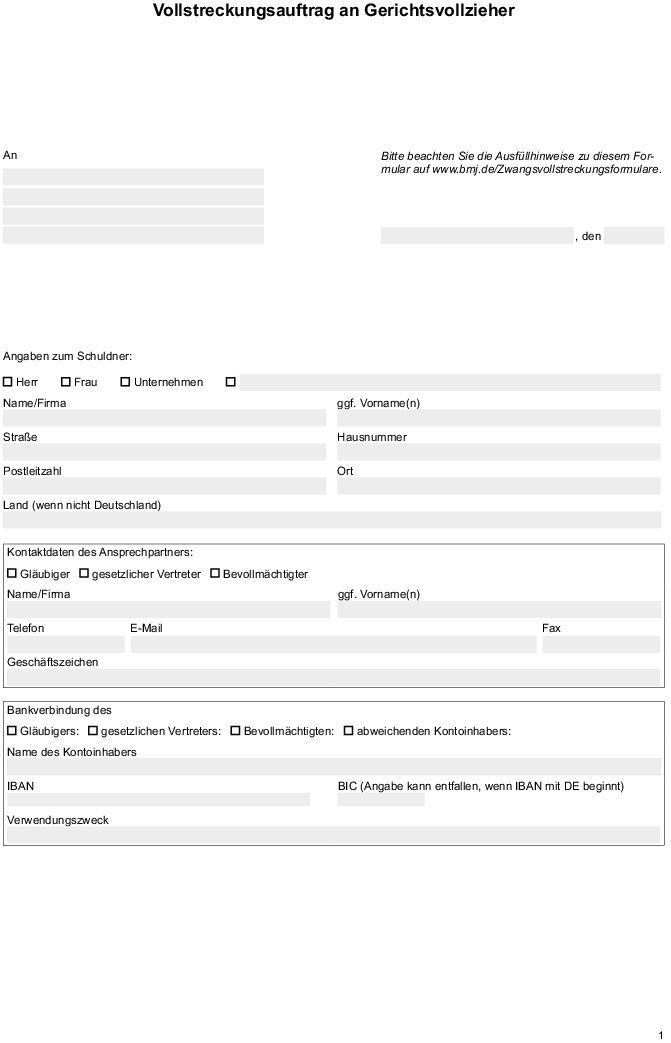 Vollstreckungsauftrag an Gerichtsvollzieher
An
Bitte beachten Sie die Ausfüllhinweise zu diesem For-
mular auf www.bmj.de/Zwangsvollstreckungsformulare.
, den
Angaben zum Schuldner:
Herr Frau Unternehmen
Name/Firma ggf. Vorname(n)
Straße Hausnummer
Postleitzahl Ort
Land (wenn nicht Deutschland)
Kontaktdaten des Ansprechpartners:
Gläubiger gesetzlicher Vertreter Bevollmächtigter
Name/Firma ggf. Vorname(n)
Telefon E-Mail Fax
Geschäftszeichen
Bankverbindung des
Gläubigers: gesetzlichen Vertreters: Bevollmächtigten: abweichenden Kontoinhabers:
Name des Kontoinhabers
IBAN BIC (Angabe kann entfallen, wenn IBAN mit DE beginnt)
Verwendungszweck
1